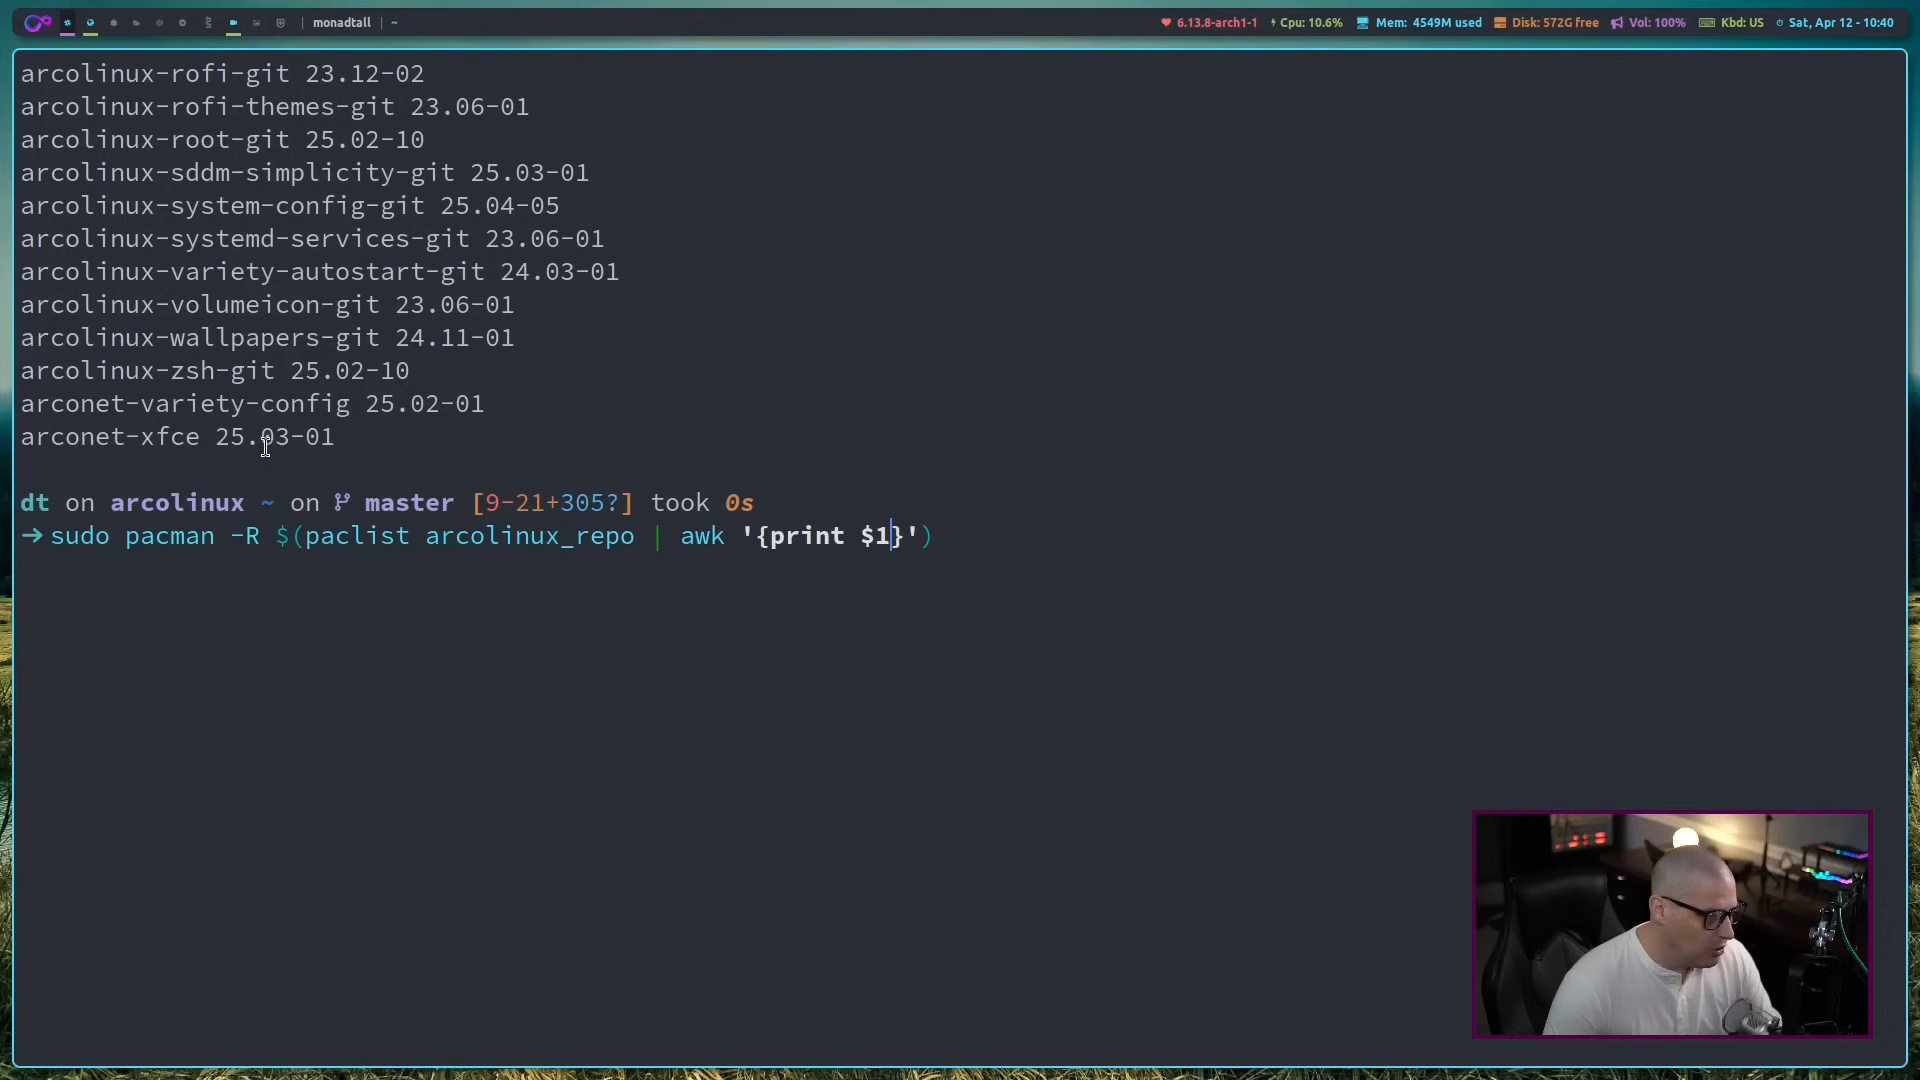 monadtall ~ 6.13.8-arch1-1 Cpu: 10.6% Mem: 4549M used Disk: 572G free Vol: 100% Kbd: US Sat, Apr 12 - 10:40
arcolinux-rofi-git 23.12-02
arcolinux-rofi-themes-git 23.06-01
arcolinux-root-git 25.02-10
arcolinux-sddm-simplicity-git 25.03-01
arcolinux-system-config-git 25.04-05
arcolinux-systemd-services-git 23.06-01
arcolinux-variety-autostart-git 24.03-01
arcolinux-volumeicon-git 23.06-01
arcolinux-wallpapers-git 24.11-01
arcolinux-zsh-git 25.02-10
arconet-variety-config 25.02-01
arconet-xfce 25.03-01
dt on arcolinux ~ on master [9-21+305?] took 0s
→ sudo pacman -R $(paclist arcolinux_repo | awk '{print $1}')